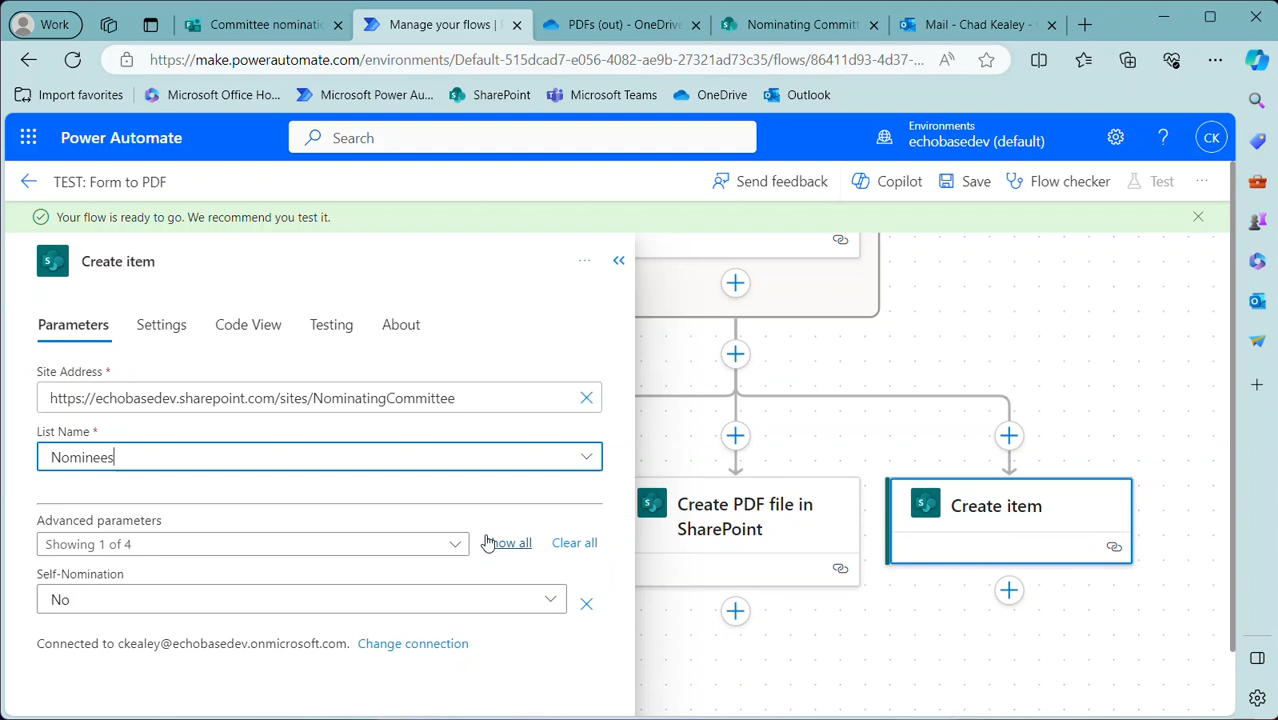 Work
Committee nominatio
Manage your flows |
PDFs (out) - OneDrive
Nominating Committ
Mail - Chad Kealey -
https://make.powerautomate.com/environments/Default-515dcad7-e056-4082-ae9b-27321ad73c35/flows/86411d93-4d37-...
Import favorites
Microsoft Office Ho...
Microsoft Power Au...
SharePoint
Microsoft Teams
OneDrive
Outlook
Power Automate
Search
Environments
echobasedev (default)
CK
TEST: Form to PDF
Send feedback
Copilot
Save
Flow checker
Test
Your flow is ready to go. We recommend you test it.
Create item
Parameters
Settings
Code View
Testing
About
Site Address *
https://echobasedev.sharepoint.com/sites/NominatingCommittee
List Name *
Nominees
Advanced parameters
Showing 1 of 4
Show all
Clear all
Self-Nomination
No
Connected to ckealey@echobasedev.onmicrosoft.com. Change connection
Create PDF file in
SharePoint
Create item